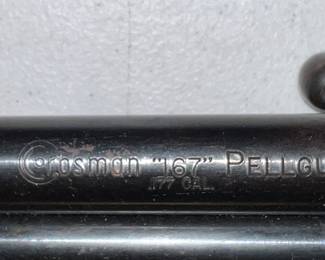 Crosman "167" PELLGU
.177 CAL.